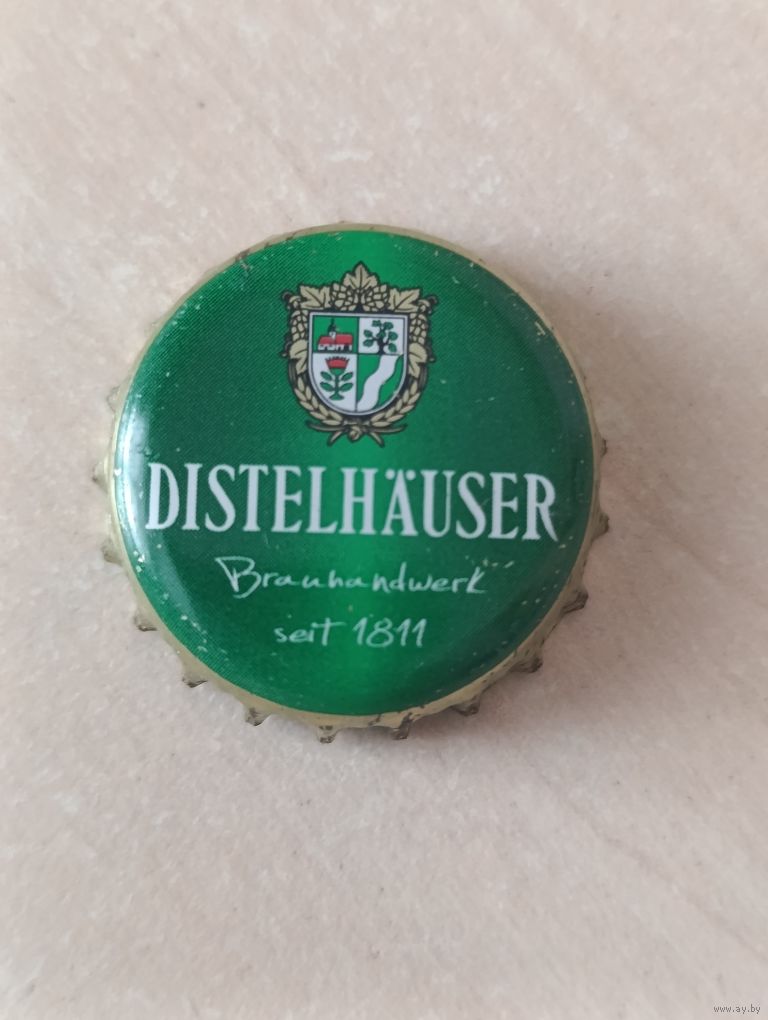 DISTELHÄUSER
Brauhandwerk
seit 1811
www.ay.by